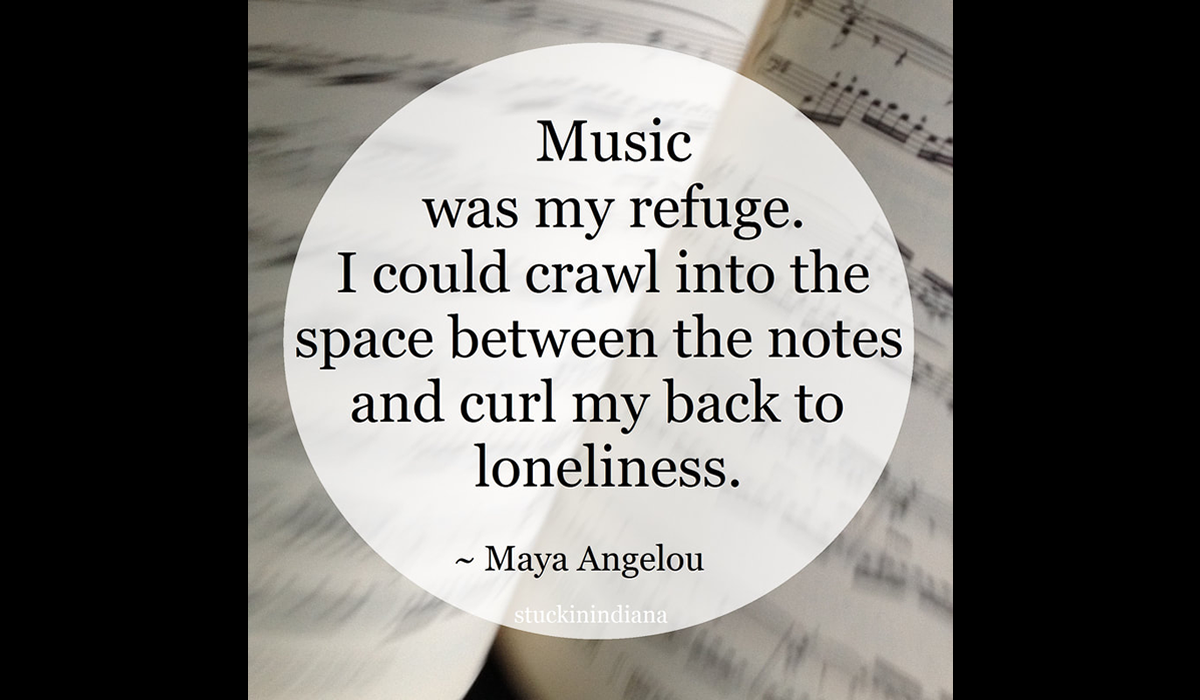 Music
was my refuge.
I could crawl into the
space between the notes
and curl my back to
loneliness.
~ Maya Angelou
stuckinindiana